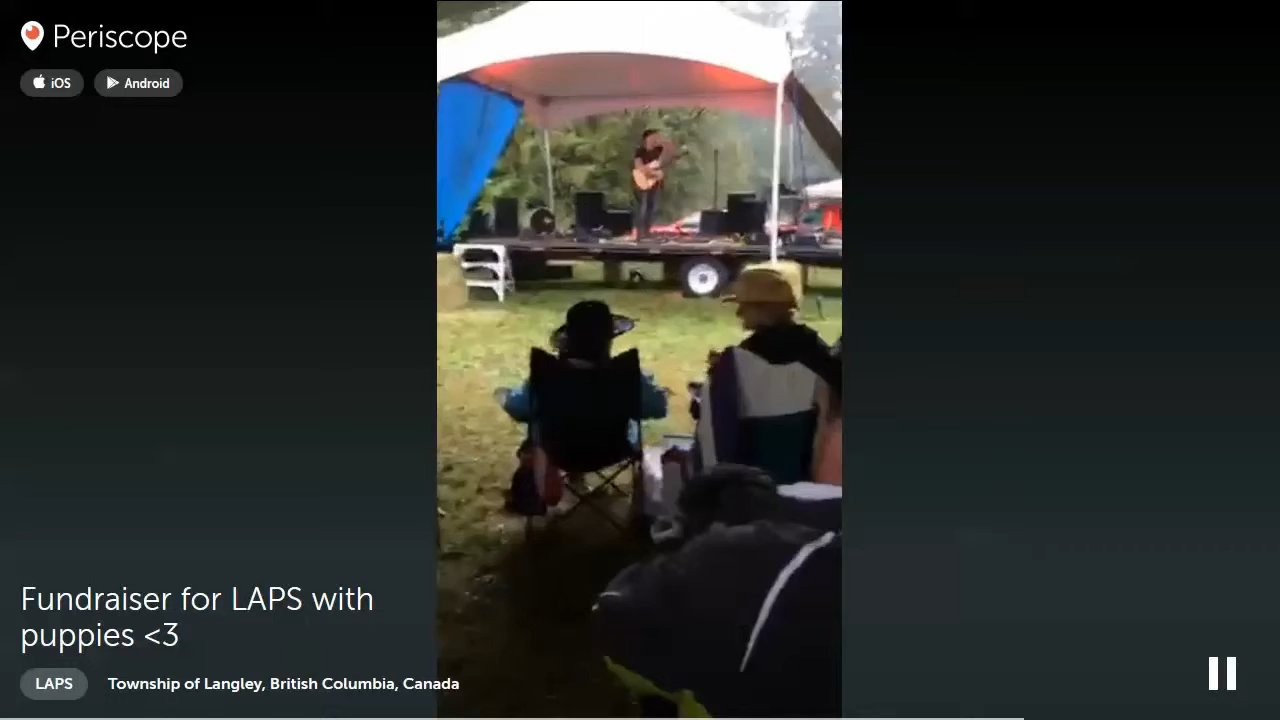 Periscope
iOS
Android
Fundraiser for LAPS with
puppies <3
LAPS
Township of Langley, British Columbia, Canada